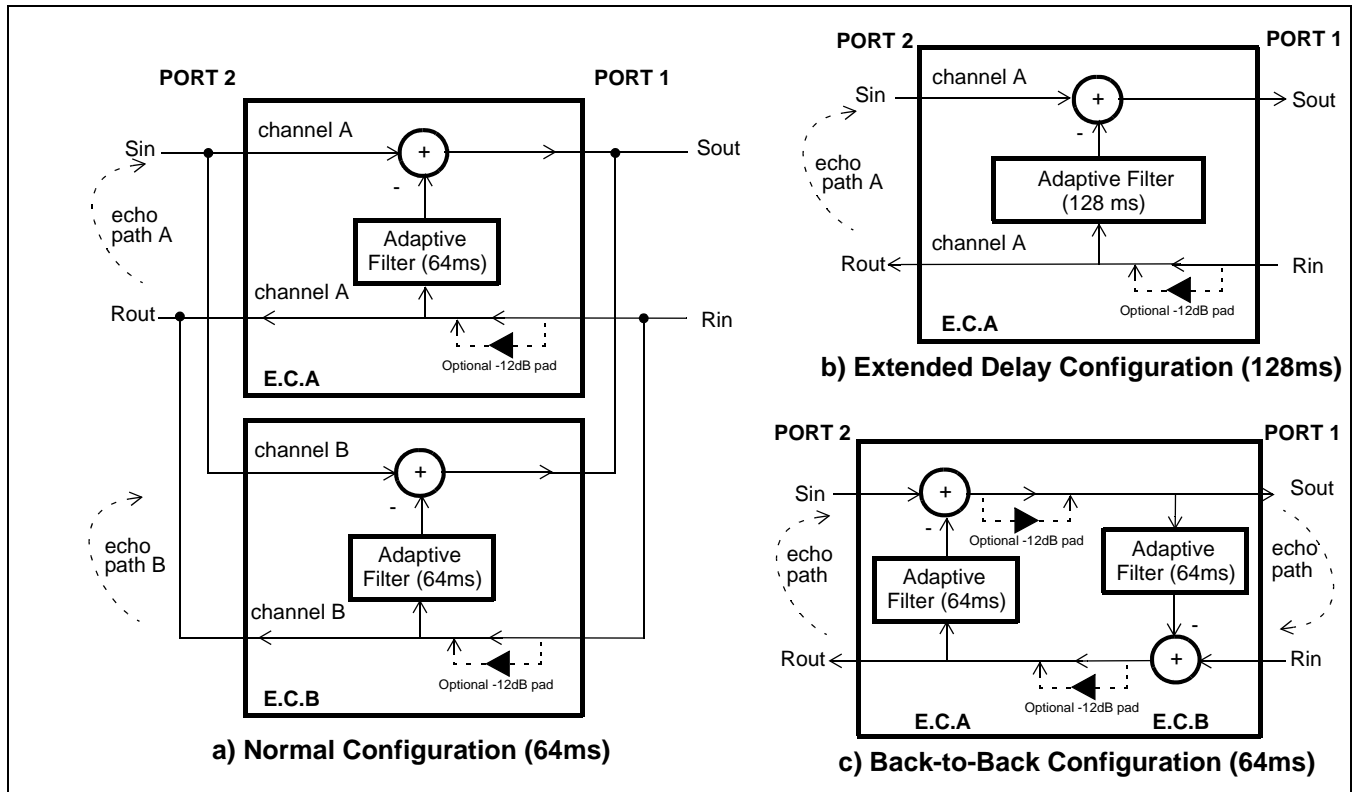 PORT 2
PORT 1
channel A
Sin
+
Sout
-
echo
path A
Adaptive
Filter (64ms)
channel A
Rout
Rin
Optional -12dB pad
E.C.A
channel B
+
-
echo
path B
Adaptive
Filter (64ms)
channel B
Optional -12dB pad
E.C.B
a) Normal Configuration (64ms)
PORT 2
PORT 1
channel A
Sin
+
Sout
-
echo
path A
Adaptive Filter
(128 ms)
channel A
Rout
Rin
Optional -12dB pad
E.C.A
b) Extended Delay Configuration (128ms)
PORT 2
PORT 1
Sin
+
Sout
-
Optional -12dB pad
echo
path
Adaptive
Filter (64ms)
Adaptive
Filter (64ms)
echo
path
-
Rout
+
Rin
Optional -12dB pad
E.C.A
E.C.B
c) Back-to-Back Configuration (64ms)